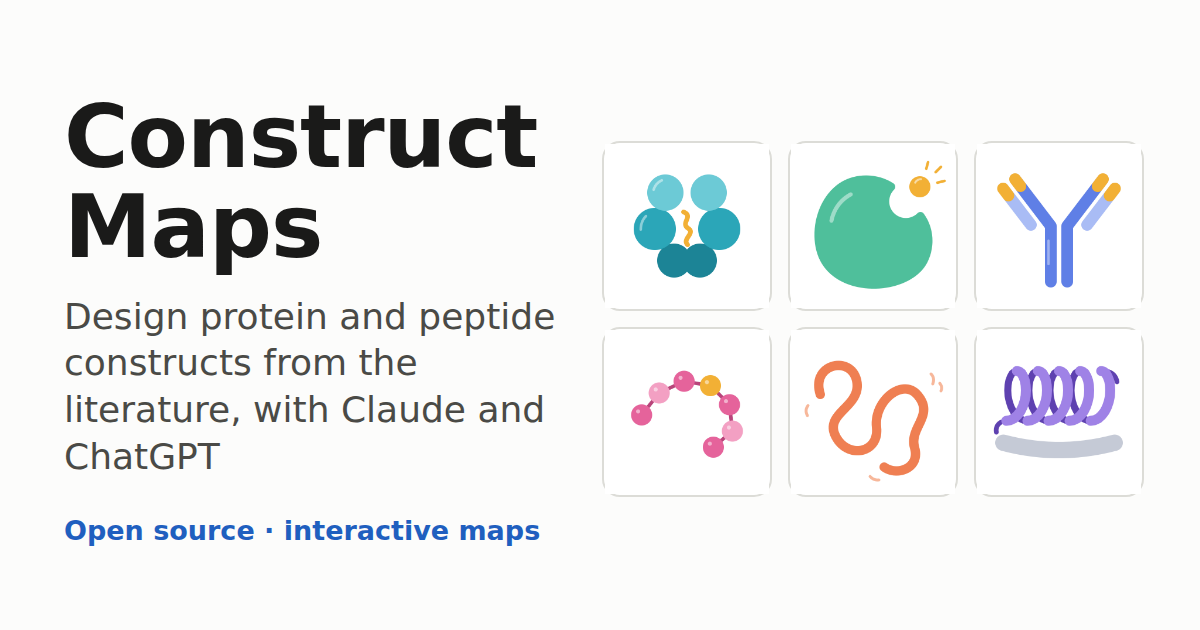 Construct
Maps
Design protein and peptide
constructs from the
literature, with Claude and
ChatGPT
Open source · interactive maps